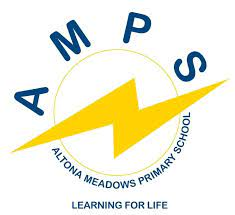 AMPS
ALTONA MEADOWS PRIMARY SCHOOL
LEARNING FOR LIFE